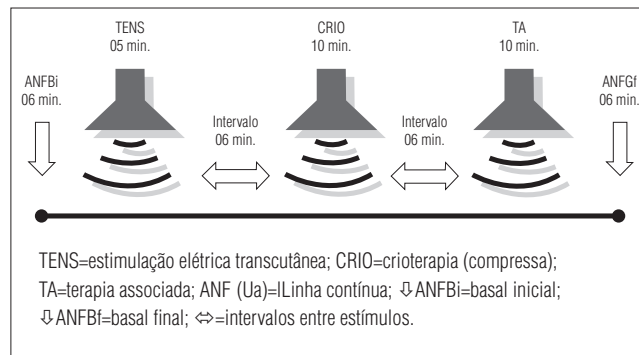 TENS
05 min.
CRIO
10 min.
TA
10 min.
ANFBi
06 min.
ANFGf
06 min.
Intervalo
06 min.
Intervalo
06 min.
TENS=estimulação elétrica transcutânea; CRIO=crioterapia (compressa);
TA=terapia associada; ANF (Ua)=lLinha contínua; ⇩ANFBi=basal inicial;
⇩ANFBf=basal final; ⬄=intervalos entre estímulos.